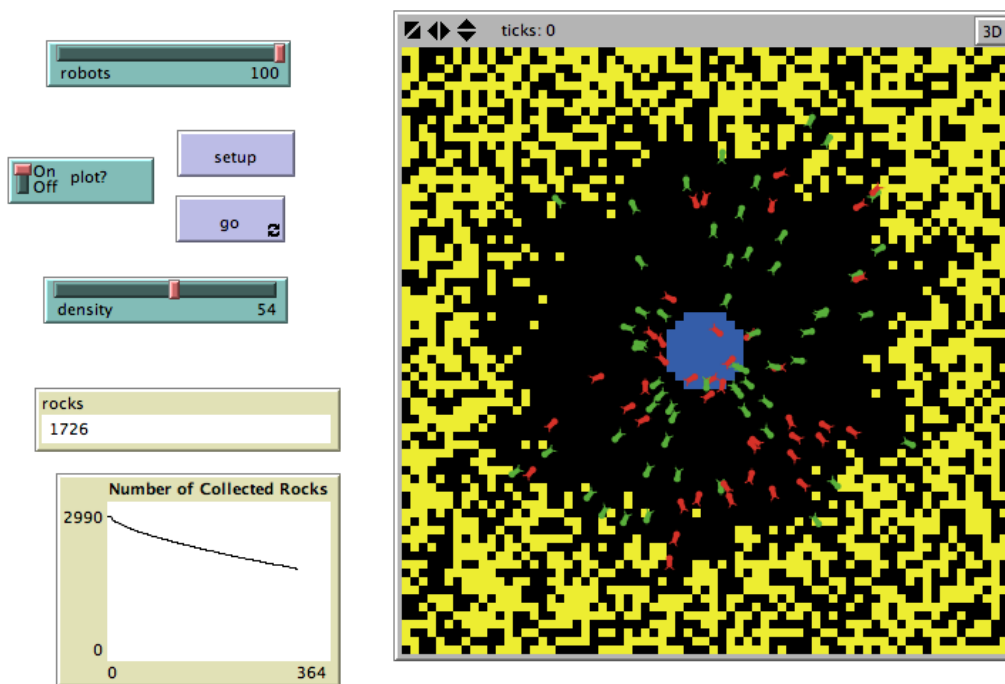 robots 100
On
Off
plot?
setup
go
density 54
rocks
1726
Number of Collected Rocks
2990
0
0 364
ticks: 0
3D